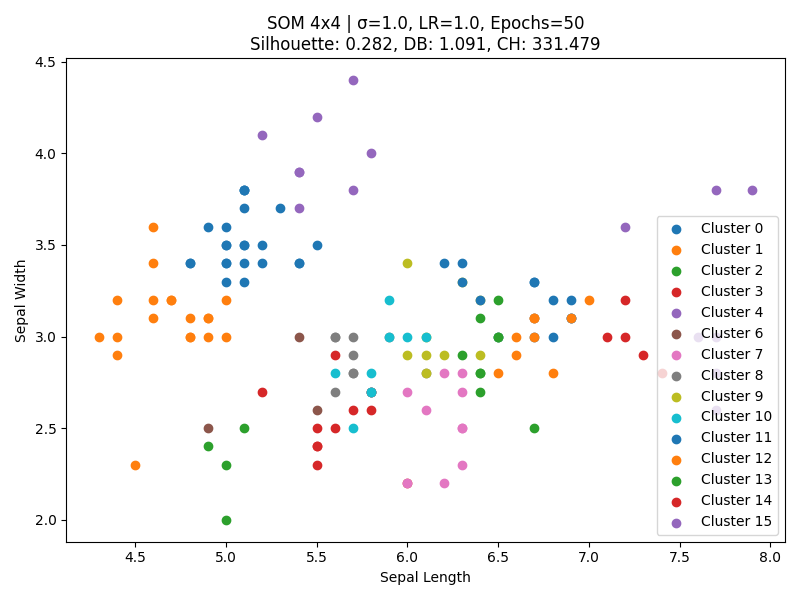 SOM 4x4 | σ=1.0, LR=1.0, Epochs=50
Silhouette: 0.282, DB: 1.091, CH: 331.479
4.5
4.0
3.5
3.0
2.5
2.0
Sepal Width
Cluster 0
Cluster 1
Cluster 2
Cluster 3
Cluster 4
Cluster 6
Cluster 7
Cluster 8
Cluster 9
Cluster 10
Cluster 11
Cluster 12
Cluster 13
Cluster 14
Cluster 15
4.5 5.0 5.5 6.0 6.5 7.0 7.5 8.0
Sepal Length